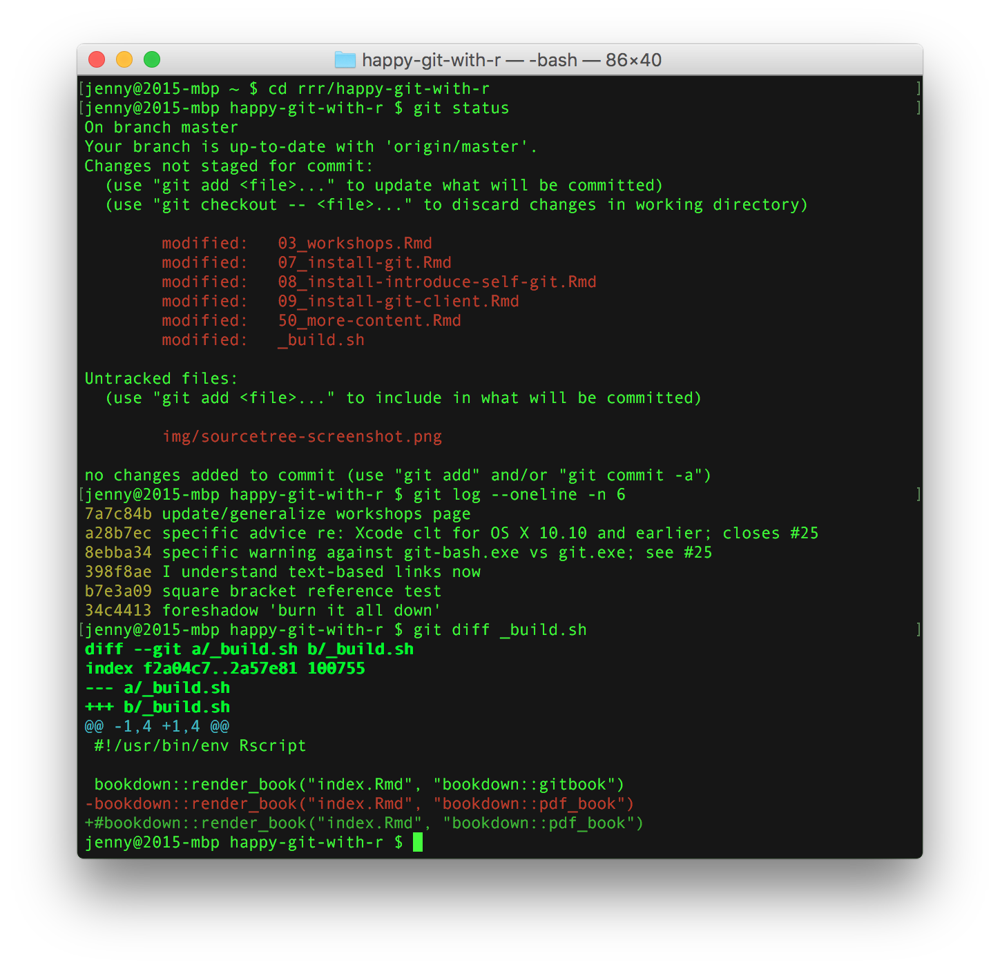 happy-git-with-r — -bash — 86×40
[jenny@2015-mbp ~ $ cd rrr/happy-git-with-r ]
[jenny@2015-mbp happy-git-with-r $ git status ]
On branch master
Your branch is up-to-date with 'origin/master'.
Changes not staged for commit:
  (use "git add <file>..." to update what will be committed)
  (use "git checkout -- <file>..." to discard changes in working directory)
        modified:   03_workshops.Rmd
        modified:   07_install-git.Rmd
        modified:   08_install-introduce-self-git.Rmd
        modified:   09_install-git-client.Rmd
        modified:   50_more-content.Rmd
        modified:   _build.sh
Untracked files:
  (use "git add <file>..." to include in what will be committed)
        img/sourcetree-screenshot.png
no changes added to commit (use "git add" and/or "git commit -a")
[jenny@2015-mbp happy-git-with-r $ git log --oneline -n 6 ]
7a7c84b update/generalize workshops page
a28b7ec specific advice re: Xcode clt for OS X 10.10 and earlier; closes #25
8ebba34 specific warning against git-bash.exe vs git.exe; see #25
398f8ae I understand text-based links now
b7e3a09 square bracket reference test
34c4413 foreshadow 'burn it all down'
[jenny@2015-mbp happy-git-with-r $ git diff _build.sh ]
diff --git a/_build.sh b/_build.sh
index f2a04c7..2a57e81 100755
--- a/_build.sh
+++ b/_build.sh
@@ -1,4 +1,4 @@
 #!/usr/bin/env Rscript
 bookdown::render_book("index.Rmd", "bookdown::gitbook")
-bookdown::render_book("index.Rmd", "bookdown::pdf_book")
+#bookdown::render_book("index.Rmd", "bookdown::pdf_book")
jenny@2015-mbp happy-git-with-r $